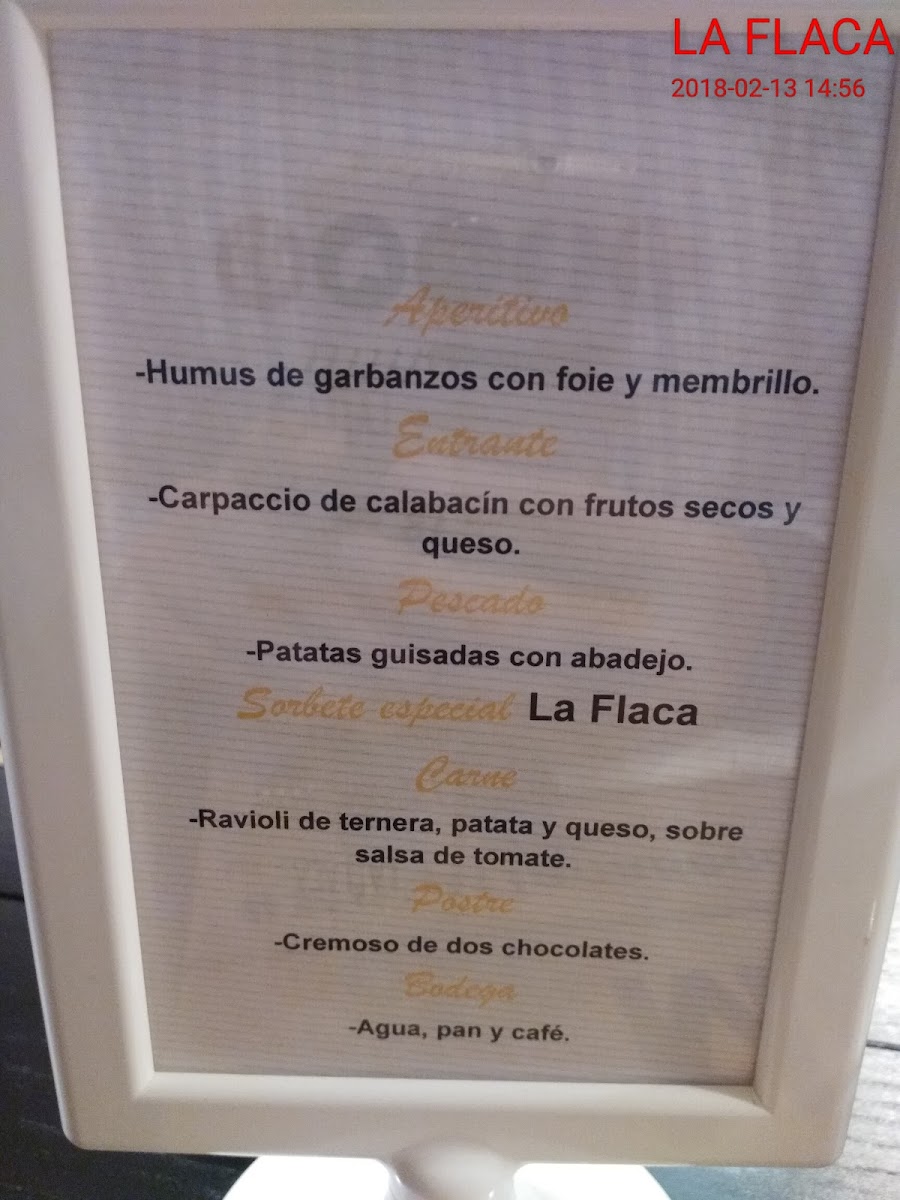 LA FLACA
2018-02-13 14:56
Aperitivo
-Humus de garbanzos con foie y membrillo.
Entrante
-Carpaccio de calabacín con frutos secos y
queso.
Pescado
-Patatas guisadas con abadejo.
Sorbete especial La Flaca
Carne
-Ravioli de ternera, patata y queso, sobre
salsa de tomate.
Postre
-Cremoso de dos chocolates.
Bodega
-Agua, pan y café.